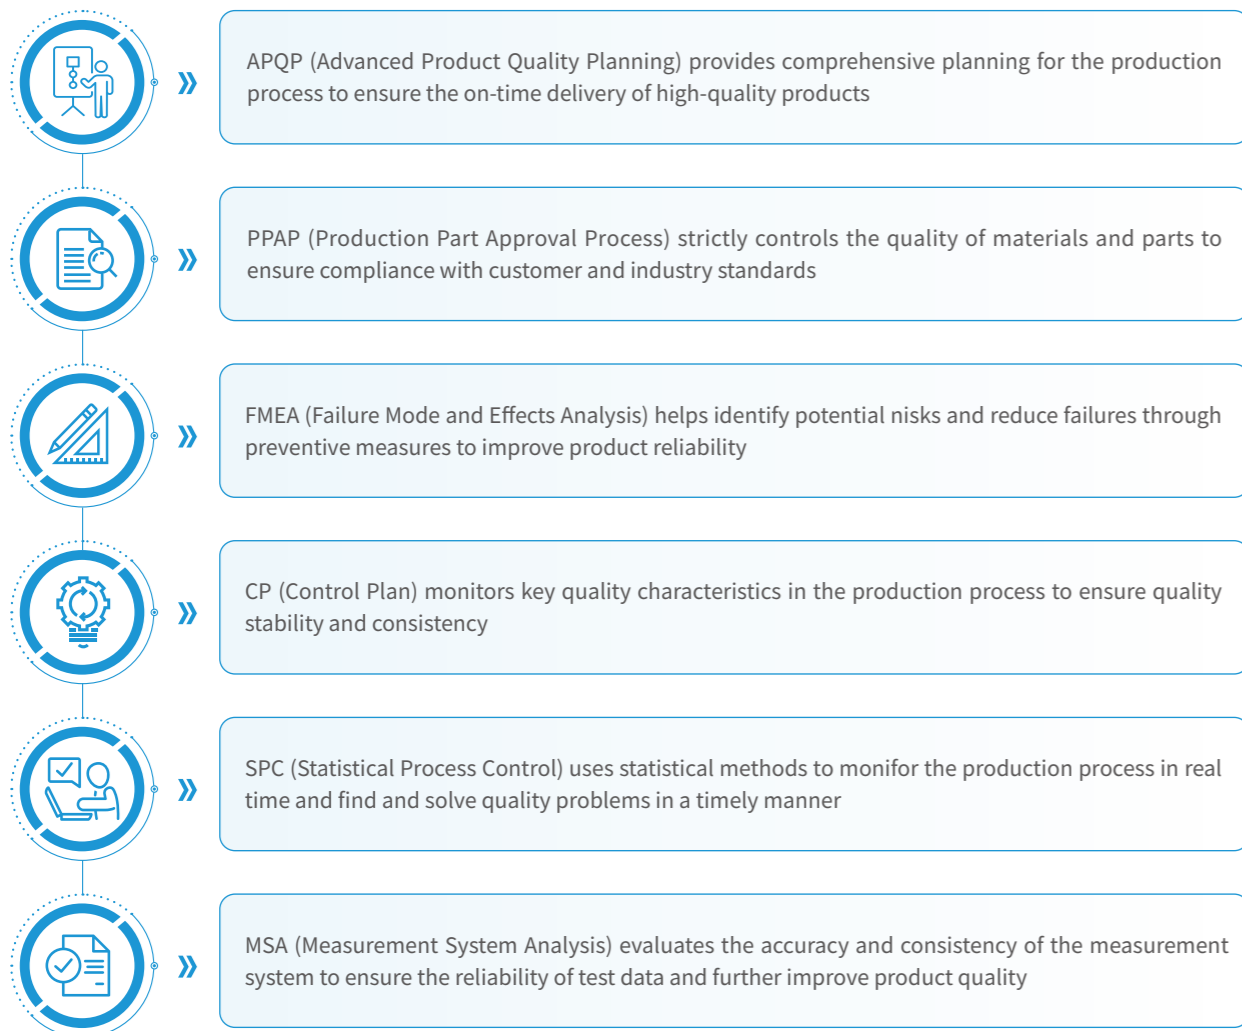 APQP (Advanced Product Quality Planning) provides comprehensive planning for the production
process to ensure the on-time delivery of high-quality products
PPAP (Production Part Approval Process) strictly controls the quality of materials and parts to
ensure compliance with customer and industry standards
FMEA (Failure Mode and Effects Analysis) helps identify potential nisks and reduce failures through
preventive measures to improve product reliability
CP (Control Plan) monitors key quality characteristics in the production process to ensure quality
stability and consistency
SPC (Statistical Process Control) uses statistical methods to monifor the production process in real
time and find and solve quality problems in a timely manner
MSA (Measurement System Analysis) evaluates the accuracy and consistency of the measurement
system to ensure the reliability of test data and further improve product quality